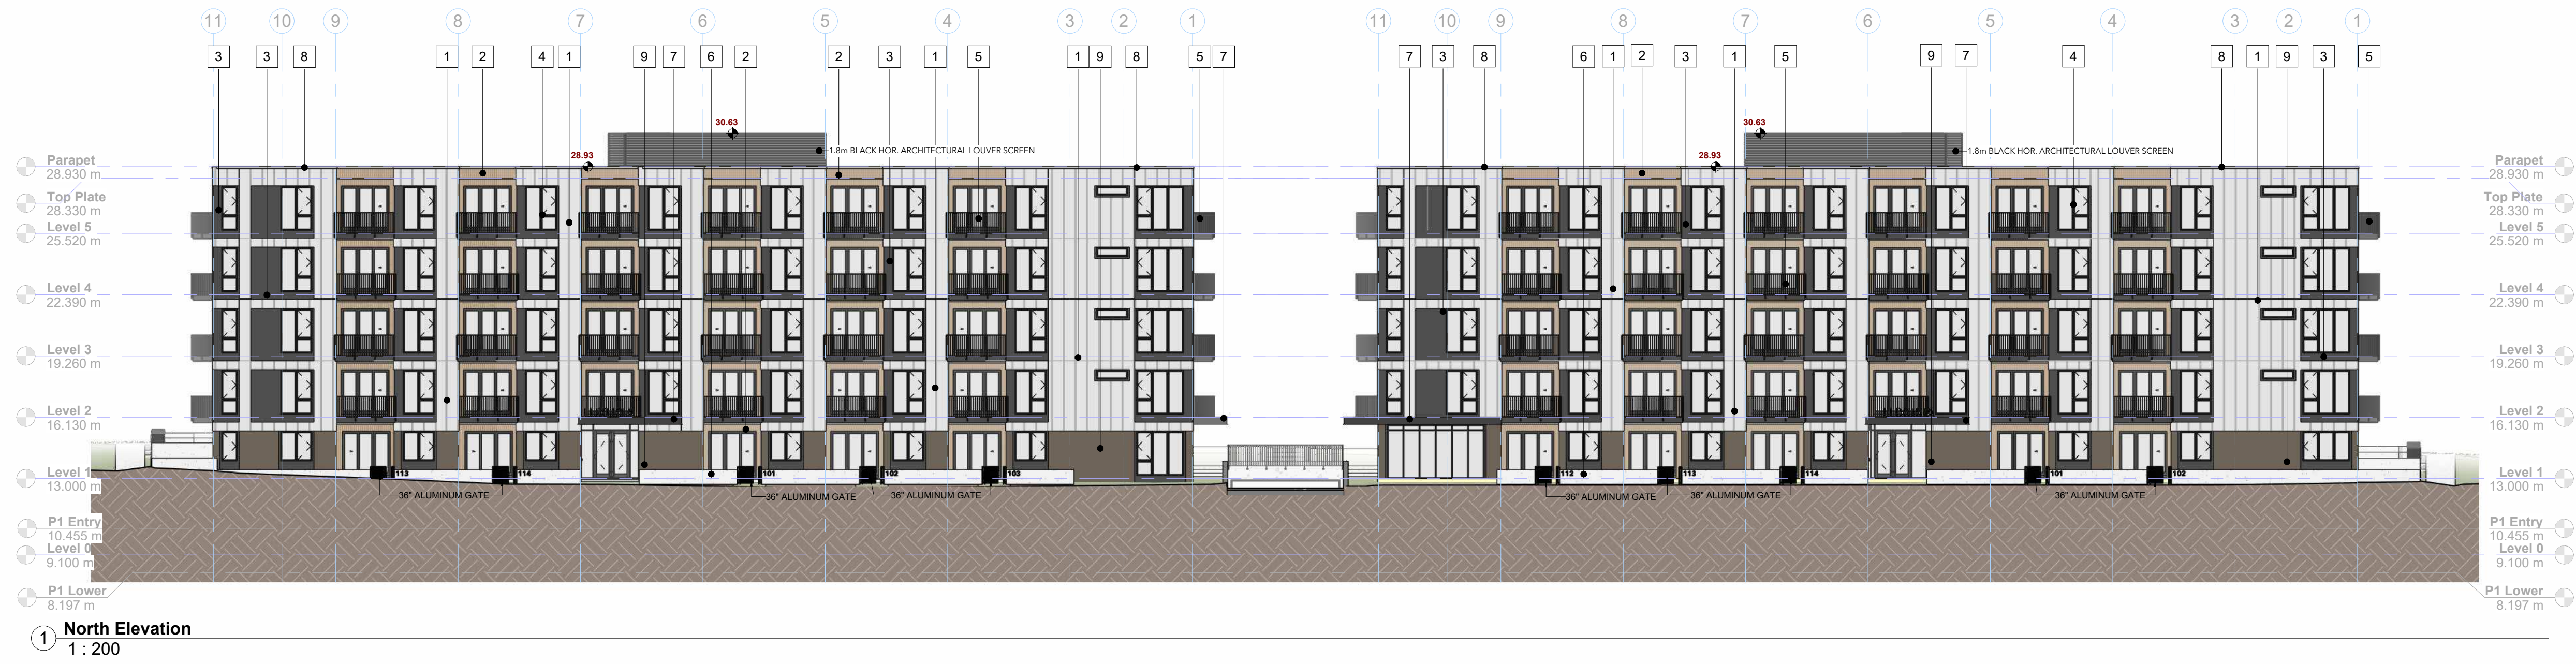 11 10 9 8 7 6 5 4 3 2 1 11 10 9 8 7 6 5 4 3 2 1
3 3 8 1 2 4 1 9 7 6 2 2 3 1 5 1 9 8 5 7 7 3 8 6 1 2 3 1 5 9 7 4 8 1 9 3 5
30.63 30.63
1.8m BLACK HOR. ARCHITECTURAL LOUVER SCREEN 1.8m BLACK HOR. ARCHITECTURAL LOUVER SCREEN
28.93 28.93
Parapet Parapet
28.930 m 28.930 m
Top Plate Top Plate
28.330 m 28.330 m
Level 5 Level 5
25.520 m 25.520 m
Level 4 Level 4
22.390 m 22.390 m
Level 3 Level 3
19.260 m 19.260 m
Level 2 Level 2
16.130 m 16.130 m
Level 1 Level 1
113 114 101 102 103 112 113 114 101 102
13.000 m 13.000 m
36" ALUMINUM GATE 36" ALUMINUM GATE 36" ALUMINUM GATE 36" ALUMINUM GATE 36" ALUMINUM GATE 36" ALUMINUM GATE
P1 Entry P1 Entry
10.455 m 10.455 m
Level 0 Level 0
9.100 m 9.100 m
P1 Lower P1 Lower
8.197 m 8.197 m
1 North Elevation
1 : 200